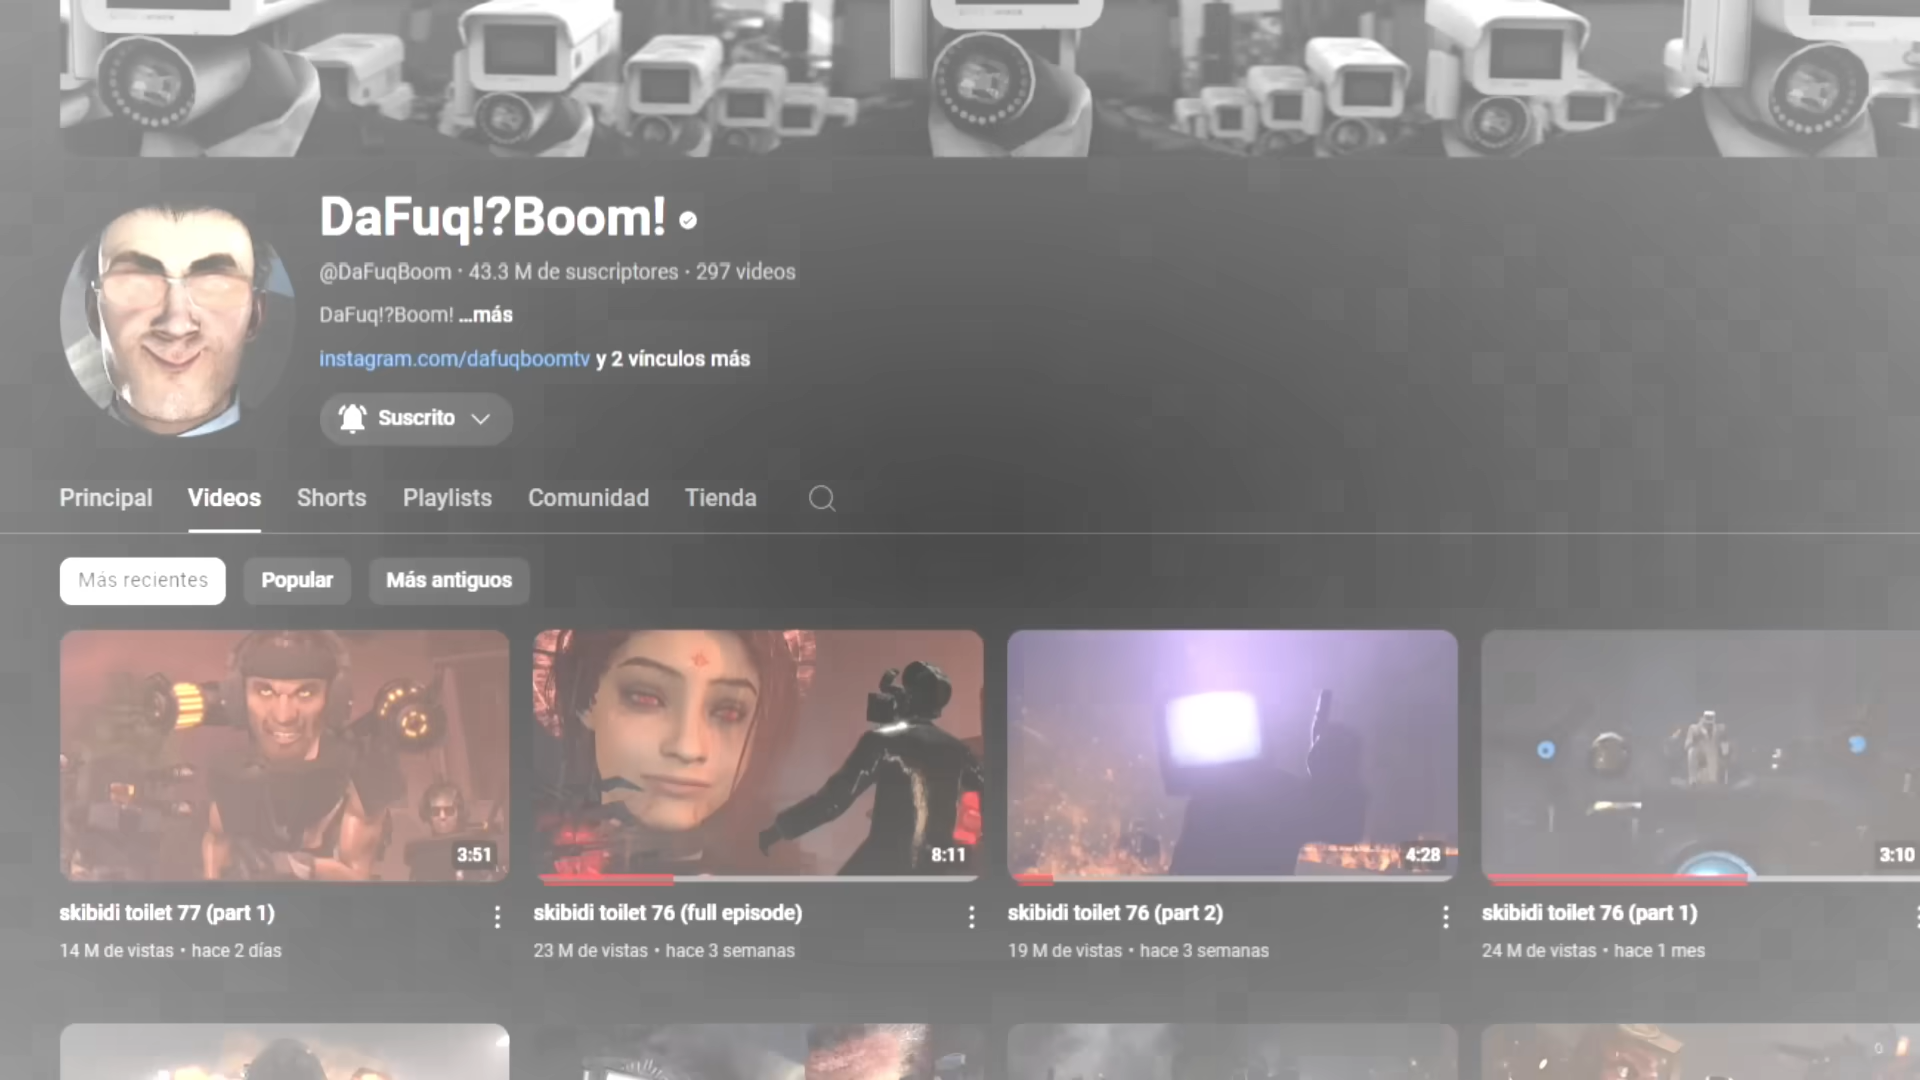 DaFuq!?Boom!
@DaFuqBoom · 43.3 M de suscriptores · 297 videos
DaFuq!?Boom! ...más
instagram.com/dafuqboomtv y 2 vínculos más
Suscrito
Principal Videos Shorts Playlists Comunidad Tienda
Más recientes Popular Más antiguos
3:51 8:11 4:28 3:10
skibidi toilet 77 (part 1) skibidi toilet 76 (full episode) skibidi toilet 76 (part 2) skibidi toilet 76 (part 1)
14 M de vistas · hace 2 días 23 M de vistas · hace 3 semanas 19 M de vistas · hace 3 semanas 24 M de vistas · hace 1 mes